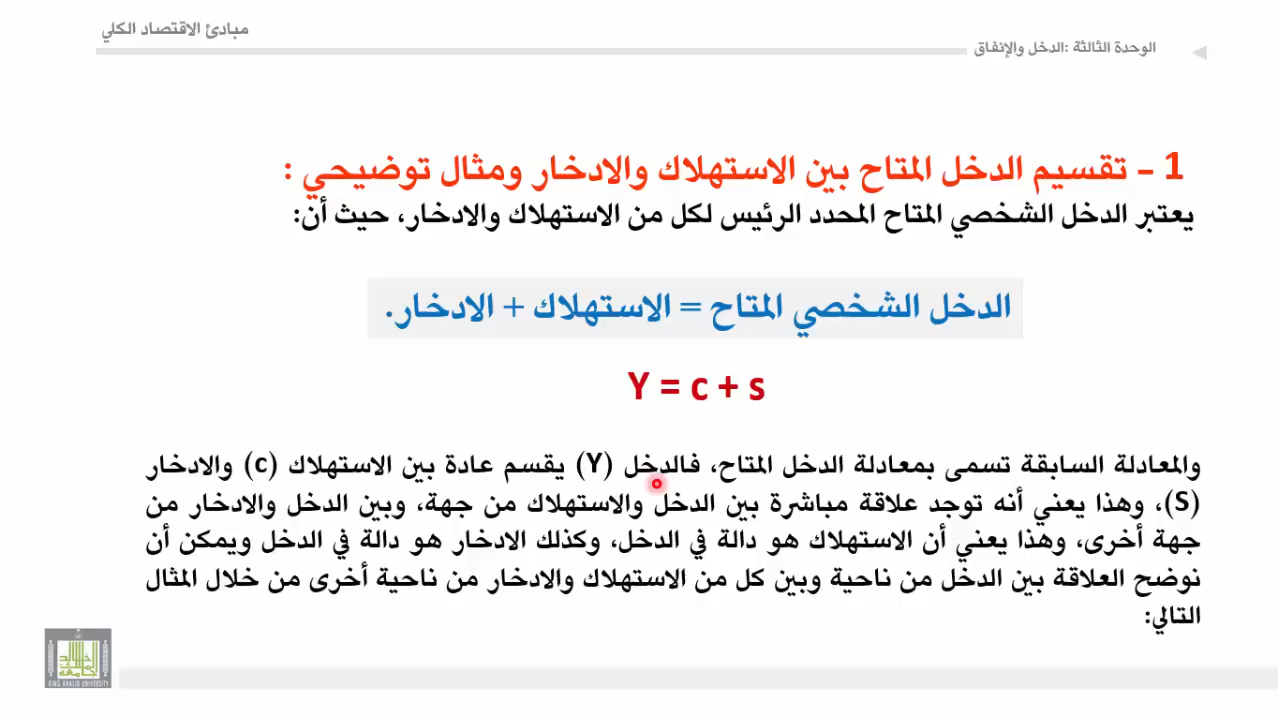 مبادئ الاقتصاد الكلي
الوحدة الثالثة :الدخل والإنفاق
1 – تقسيم الدخل المتاح بين الاستهلاك والادخار ومثال توضيحي :
يعتبر الدخل الشخصي المتاح المحدد الرئيس لكل من الاستهلاك والادخار، حيث أن:
الدخل الشخصي المتاح = الاستهلاك + الادخار.
Y = c + s
والمعادلة السابقة تسمى بمعادلة الدخل المتاح، فالدخل (Y) يقسم عادة بين الاستهلاك (c) والادخار
(S)، وهذا يعني أنه توجد علاقة مباشرة بين الدخل والاستهلاك من جهة، وبين الدخل والادخار من
جهة أخرى، وهذا يعني أن الاستهلاك هو دالة في الدخل، وكذلك الادخار هو دالة في الدخل ويمكن أن
نوضح العلاقة بين الدخل من ناحية وبين كل من الاستهلاك والادخار من ناحية أخرى من خلال المثال
التالي:
KING KHALID UNIVERSITY